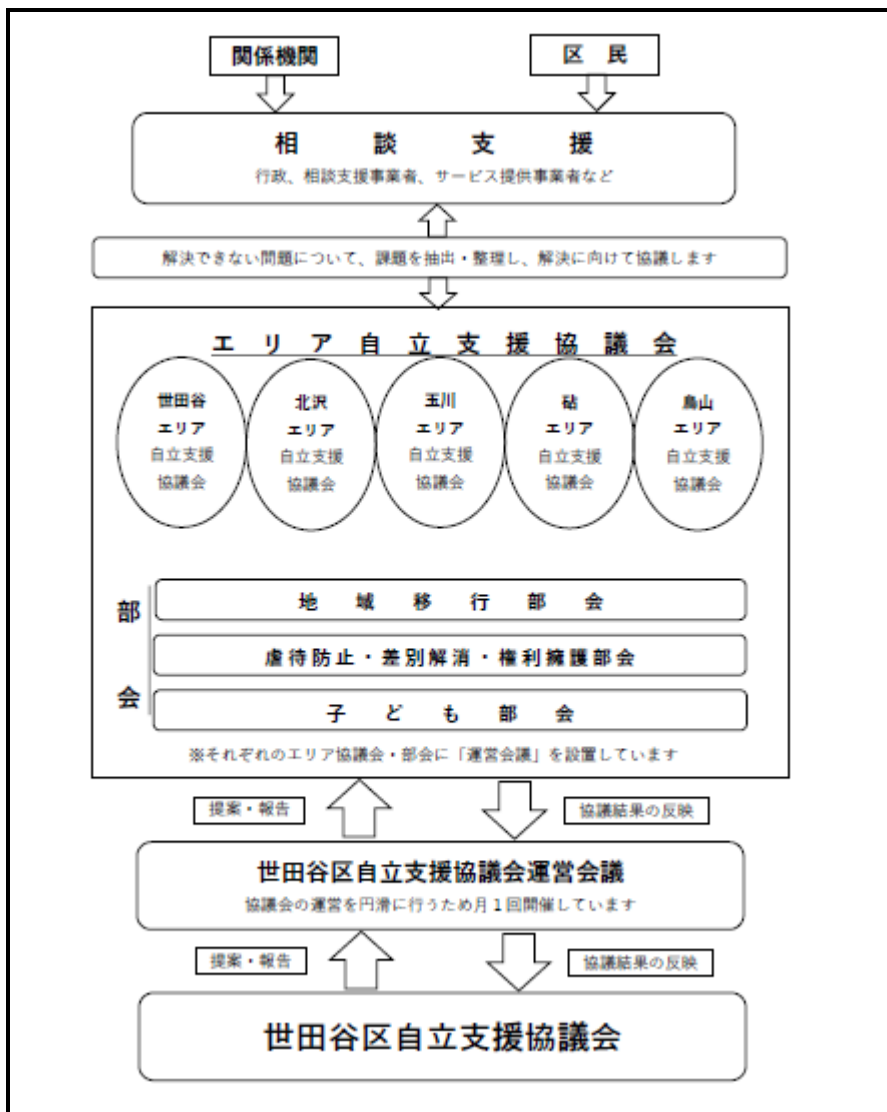 関係機関
区　民
相　談　支　援
行政、相談支援事業者、サービス提供事業者など
解決できない問題について、課題を抽出・整理し、解決に向けて協議します
エ リ ア 自 立 支 援 協 議 会
世田谷
エリア
自立支援
協議会
北沢
エリア
自立支援
協議会
玉川
エリア
自立支援
協議会
砧
エリア
自立支援
協議会
烏山
エリア
自立支援
協議会
部
会
地　域　移　行　部　会
虐待防止・差別解消・権利擁護部会
子　ど　も　部　会
※それぞれのエリア協議会・部会に「運営会議」を設置しています
提案・報告
協議結果の反映
世田谷区自立支援協議会運営会議
協議会の運営を円滑に行うため月１回開催しています
提案・報告
協議結果の反映
世田谷区自立支援協議会